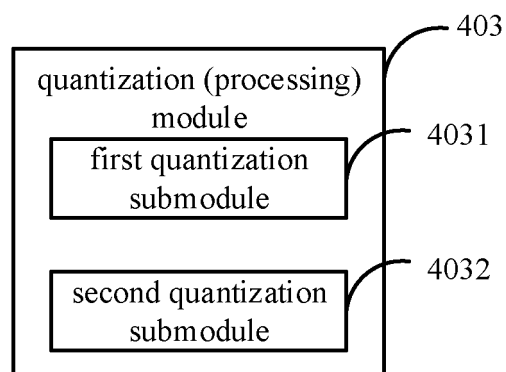 403
quantization (processing)
module
4031
first quantization
submodule
4032
second quantization
submodule